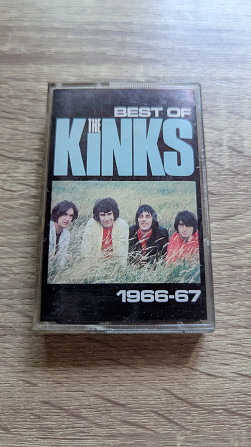 BEST OF
THE
KINKS
1966-67